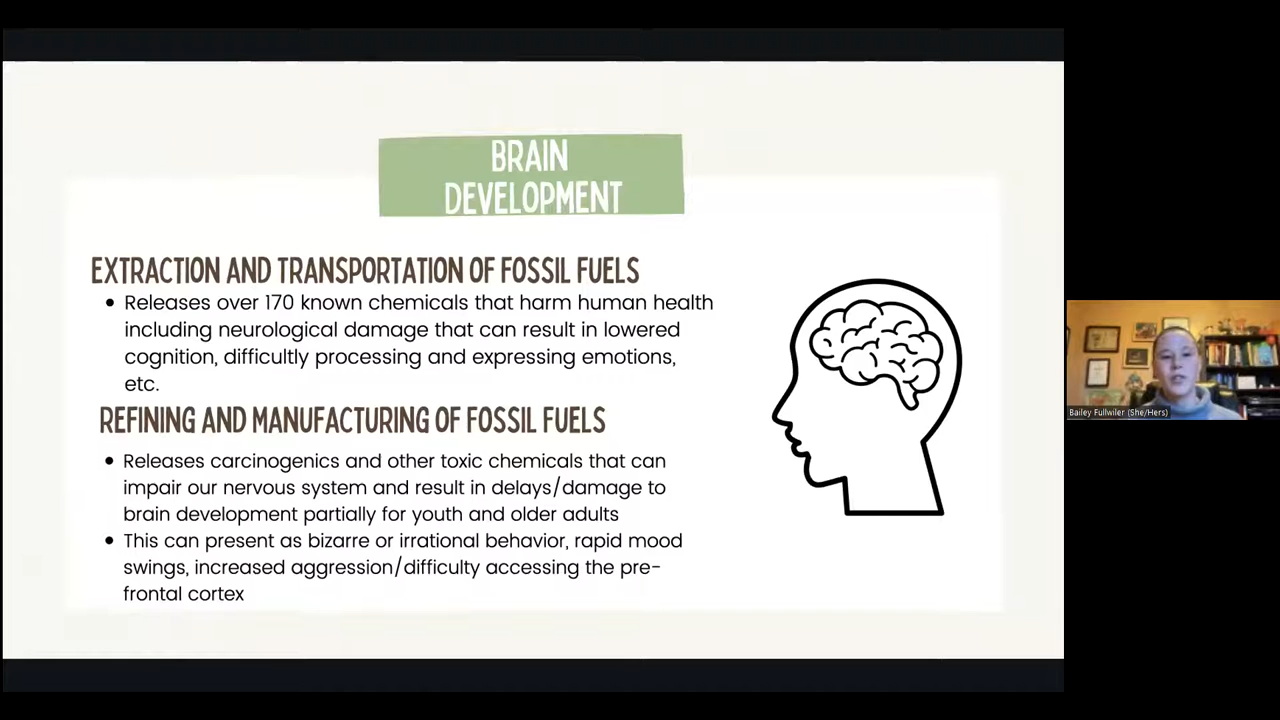 BRAIN
DEVELOPMENT
EXTRACTION AND TRANSPORTATION OF FOSSIL FUELS
• Releases over 170 known chemicals that harm human health
including neurological damage that can result in lowered
cognition, difficultly processing and expressing emotions,
etc.
REFINING AND MANUFACTURING OF FOSSIL FUELS
• Releases carcinogenics and other toxic chemicals that can
impair our nervous system and result in delays/damage to
brain development partially for youth and older adults
• This can present as bizarre or irrational behavior, rapid mood
swings, increased aggression/difficulty accessing the pre-
frontal cortex
Bailey Fullwiler (She/Hers)